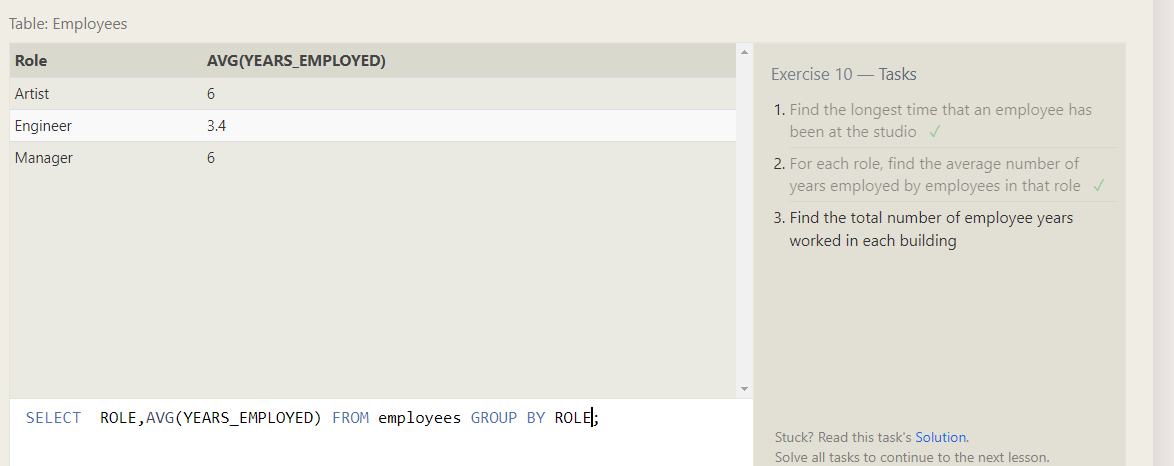 Table: Employees
Role AVG(YEARS_EMPLOYED)
Artist 6
Engineer 3.4
Manager 6
SELECT  ROLE,AVG(YEARS_EMPLOYED) FROM employees GROUP BY ROLE;
Exercise 10 — Tasks
1. Find the longest time that an employee has
been at the studio ✓
2. For each role, find the average number of
years employed by employees in that role ✓
3. Find the total number of employee years
worked in each building
Stuck? Read this task's Solution.
Solve all tasks to continue to the next lesson.